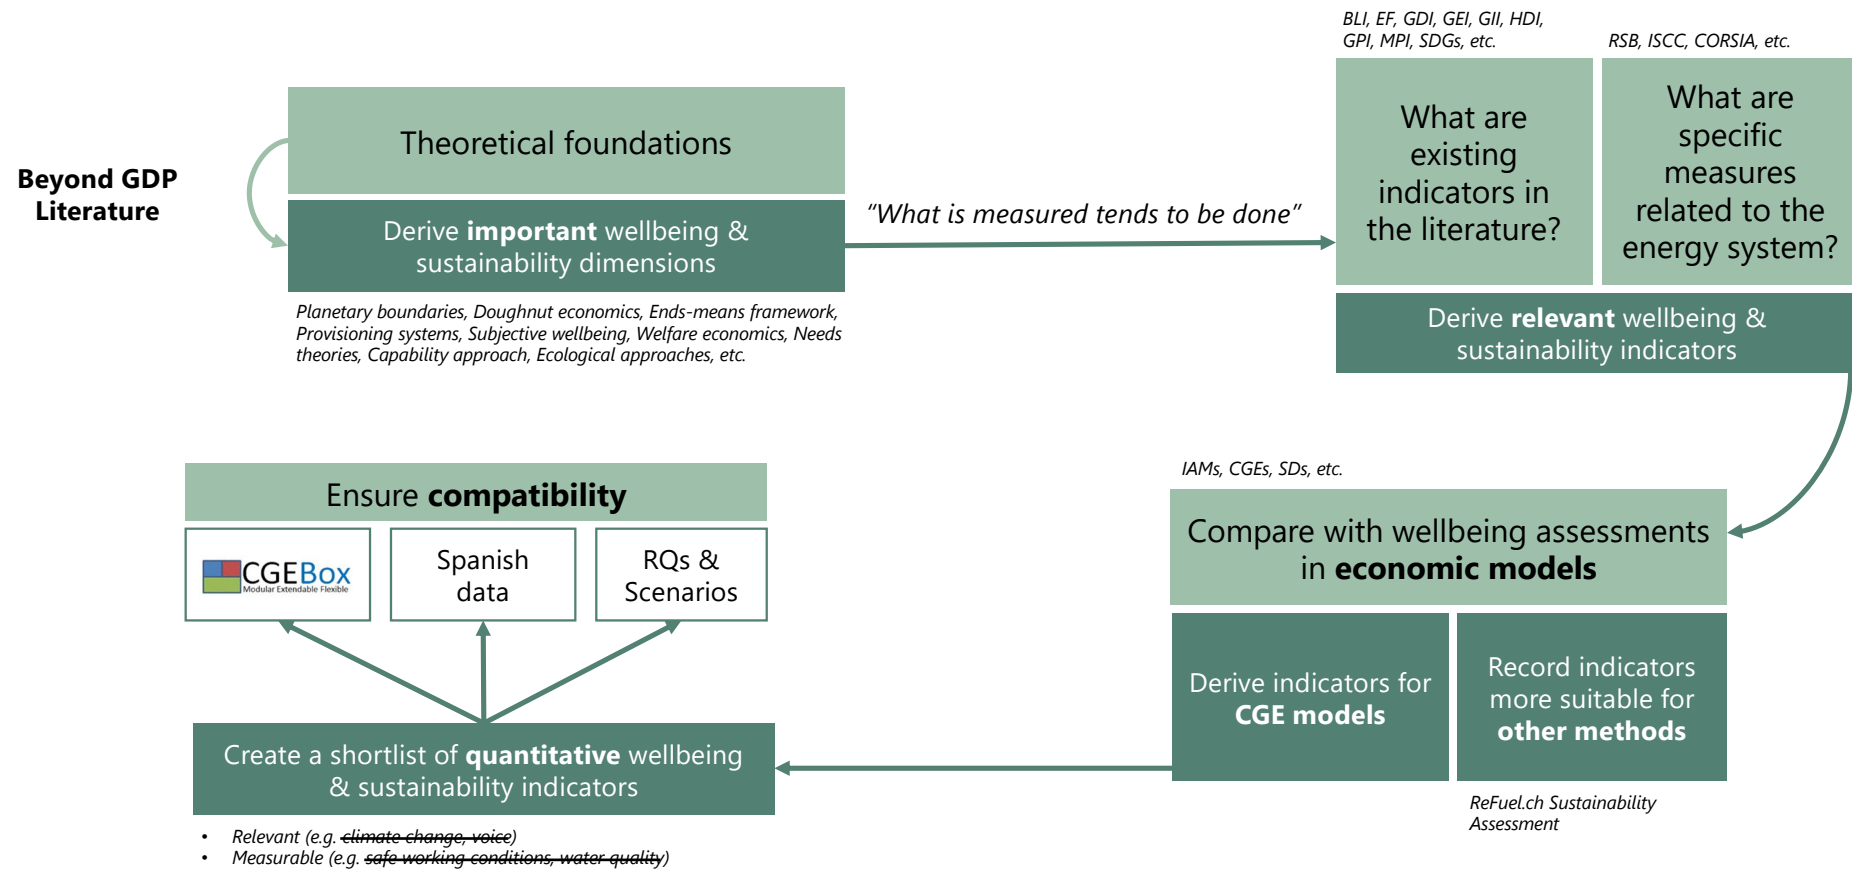 Beyond GDP
Literature
Theoretical foundations
Derive important wellbeing &
sustainability dimensions
Planetary boundaries, Doughnut economics, Ends-means framework,
Provisioning systems, Subjective wellbeing, Welfare economics, Needs
theories, Capability approach, Ecological approaches, etc.
“What is measured tends to be done”
BLI, EF, GDI, GEI, GII, HDI,
GPI, MPI, SDGs, etc.
What are
existing
indicators in
the literature?
RSB, ISCC, CORSIA, etc.
What are
specific
measures
related to the
energy system?
Derive relevant wellbeing &
sustainability indicators
IAMs, CGEs, SDs, etc.
Compare with wellbeing assessments
in economic models
Derive indicators for
CGE models
Record indicators
more suitable for
other methods
ReFuel.ch Sustainability
Assessment
Ensure compatibility
CGEBox
Modular Extendable Flexible
Spanish
data
RQs &
Scenarios
Create a shortlist of quantitative wellbeing
& sustainability indicators
• Relevant (e.g. climate change, voice)
• Measurable (e.g. safe working conditions, water quality)